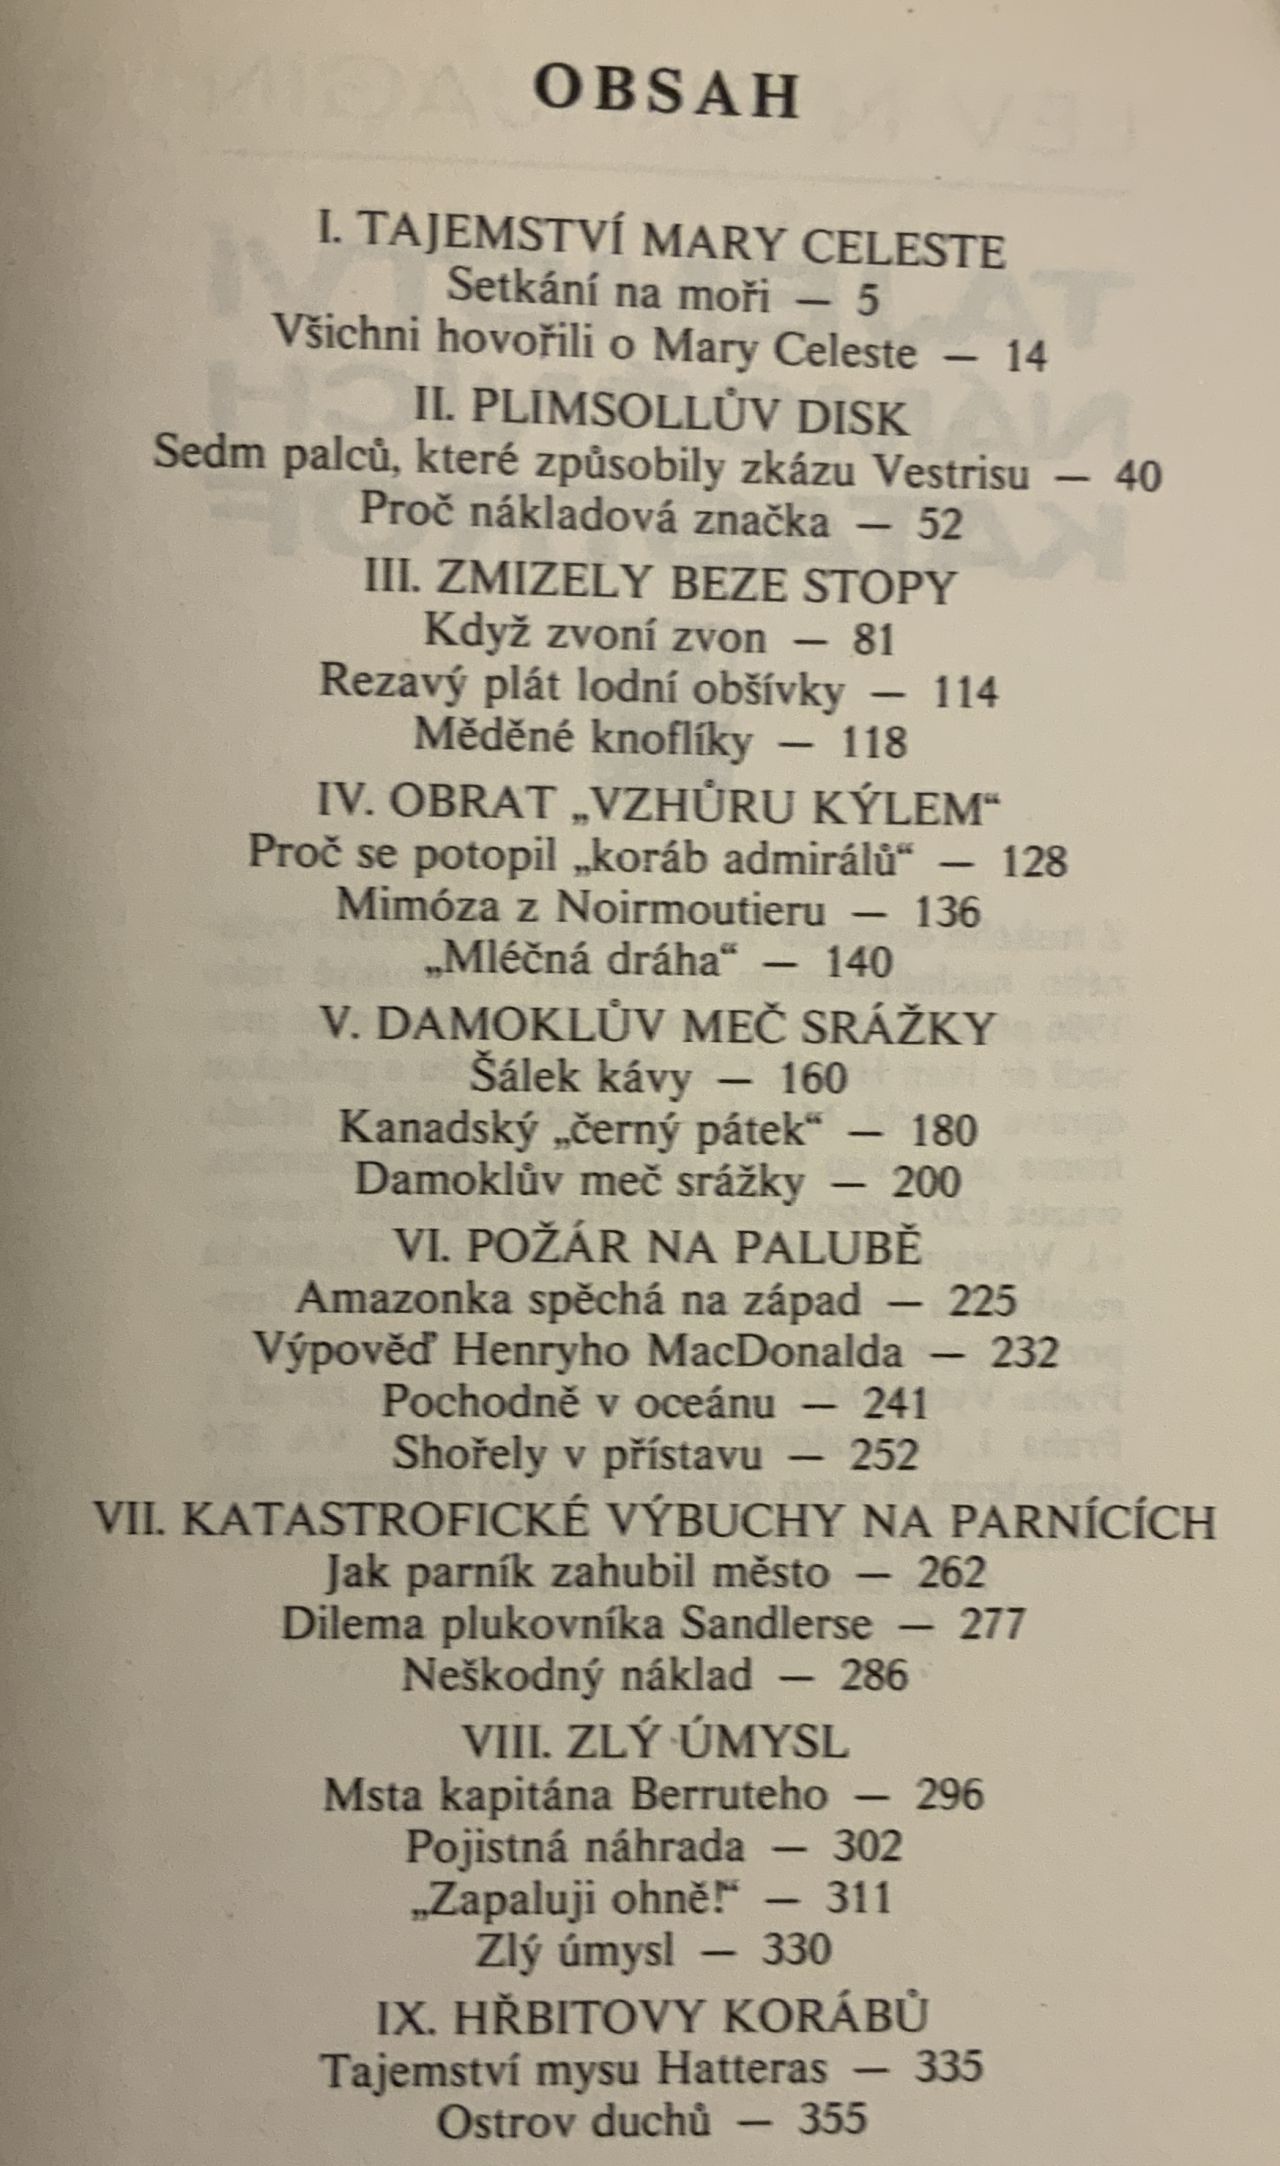 OBSAH
I. TAJEMSTVÍ MARY CELESTE
Setkání na moři — 5
Všichni hovořili o Mary Celeste — 14
II. PLIMSOLLŮV DISK
Sedm palců, které způsobily zkázu Vestrisu — 40
Proč nákladová značka — 52
III. ZMIZELY BEZE STOPY
Když zvoní zvon — 81
Rezavý plát lodní obšívky — 114
Měděné knoflíky — 118
IV. OBRAT „VZHŮRU KÝLEM“
Proč se potopil „koráb admirálů“ — 128
Mimóza z Noirmoutieru — 136
„Mléčná dráha“ — 140
V. DAMOKLŮV MEČ SRÁŽKY
Šálek kávy — 160
Kanadský „černý pátek“ — 180
Damoklův meč srážky — 200
VI. POŽÁR NA PALUBĚ
Amazonka spěchá na západ — 225
Výpověď Henryho MacDonalda — 232
Pochodně v oceánu — 241
Shořely v přístavu — 252
VII. KATASTROFICKÉ VÝBUCHY NA PARNÍCÍCH
Jak parník zahubil město — 262
Dilema plukovníka Sandlerse — 277
Neškodný náklad — 286
VIII. ZLÝ ÚMYSL
Msta kapitána Berruteho — 296
Pojistná náhrada — 302
„Zapaluji ohně!“ — 311
Zlý úmysl — 330
IX. HŘBITOVY KORÁBŮ
Tajemství mysu Hatteras — 335
Ostrov duchů — 355